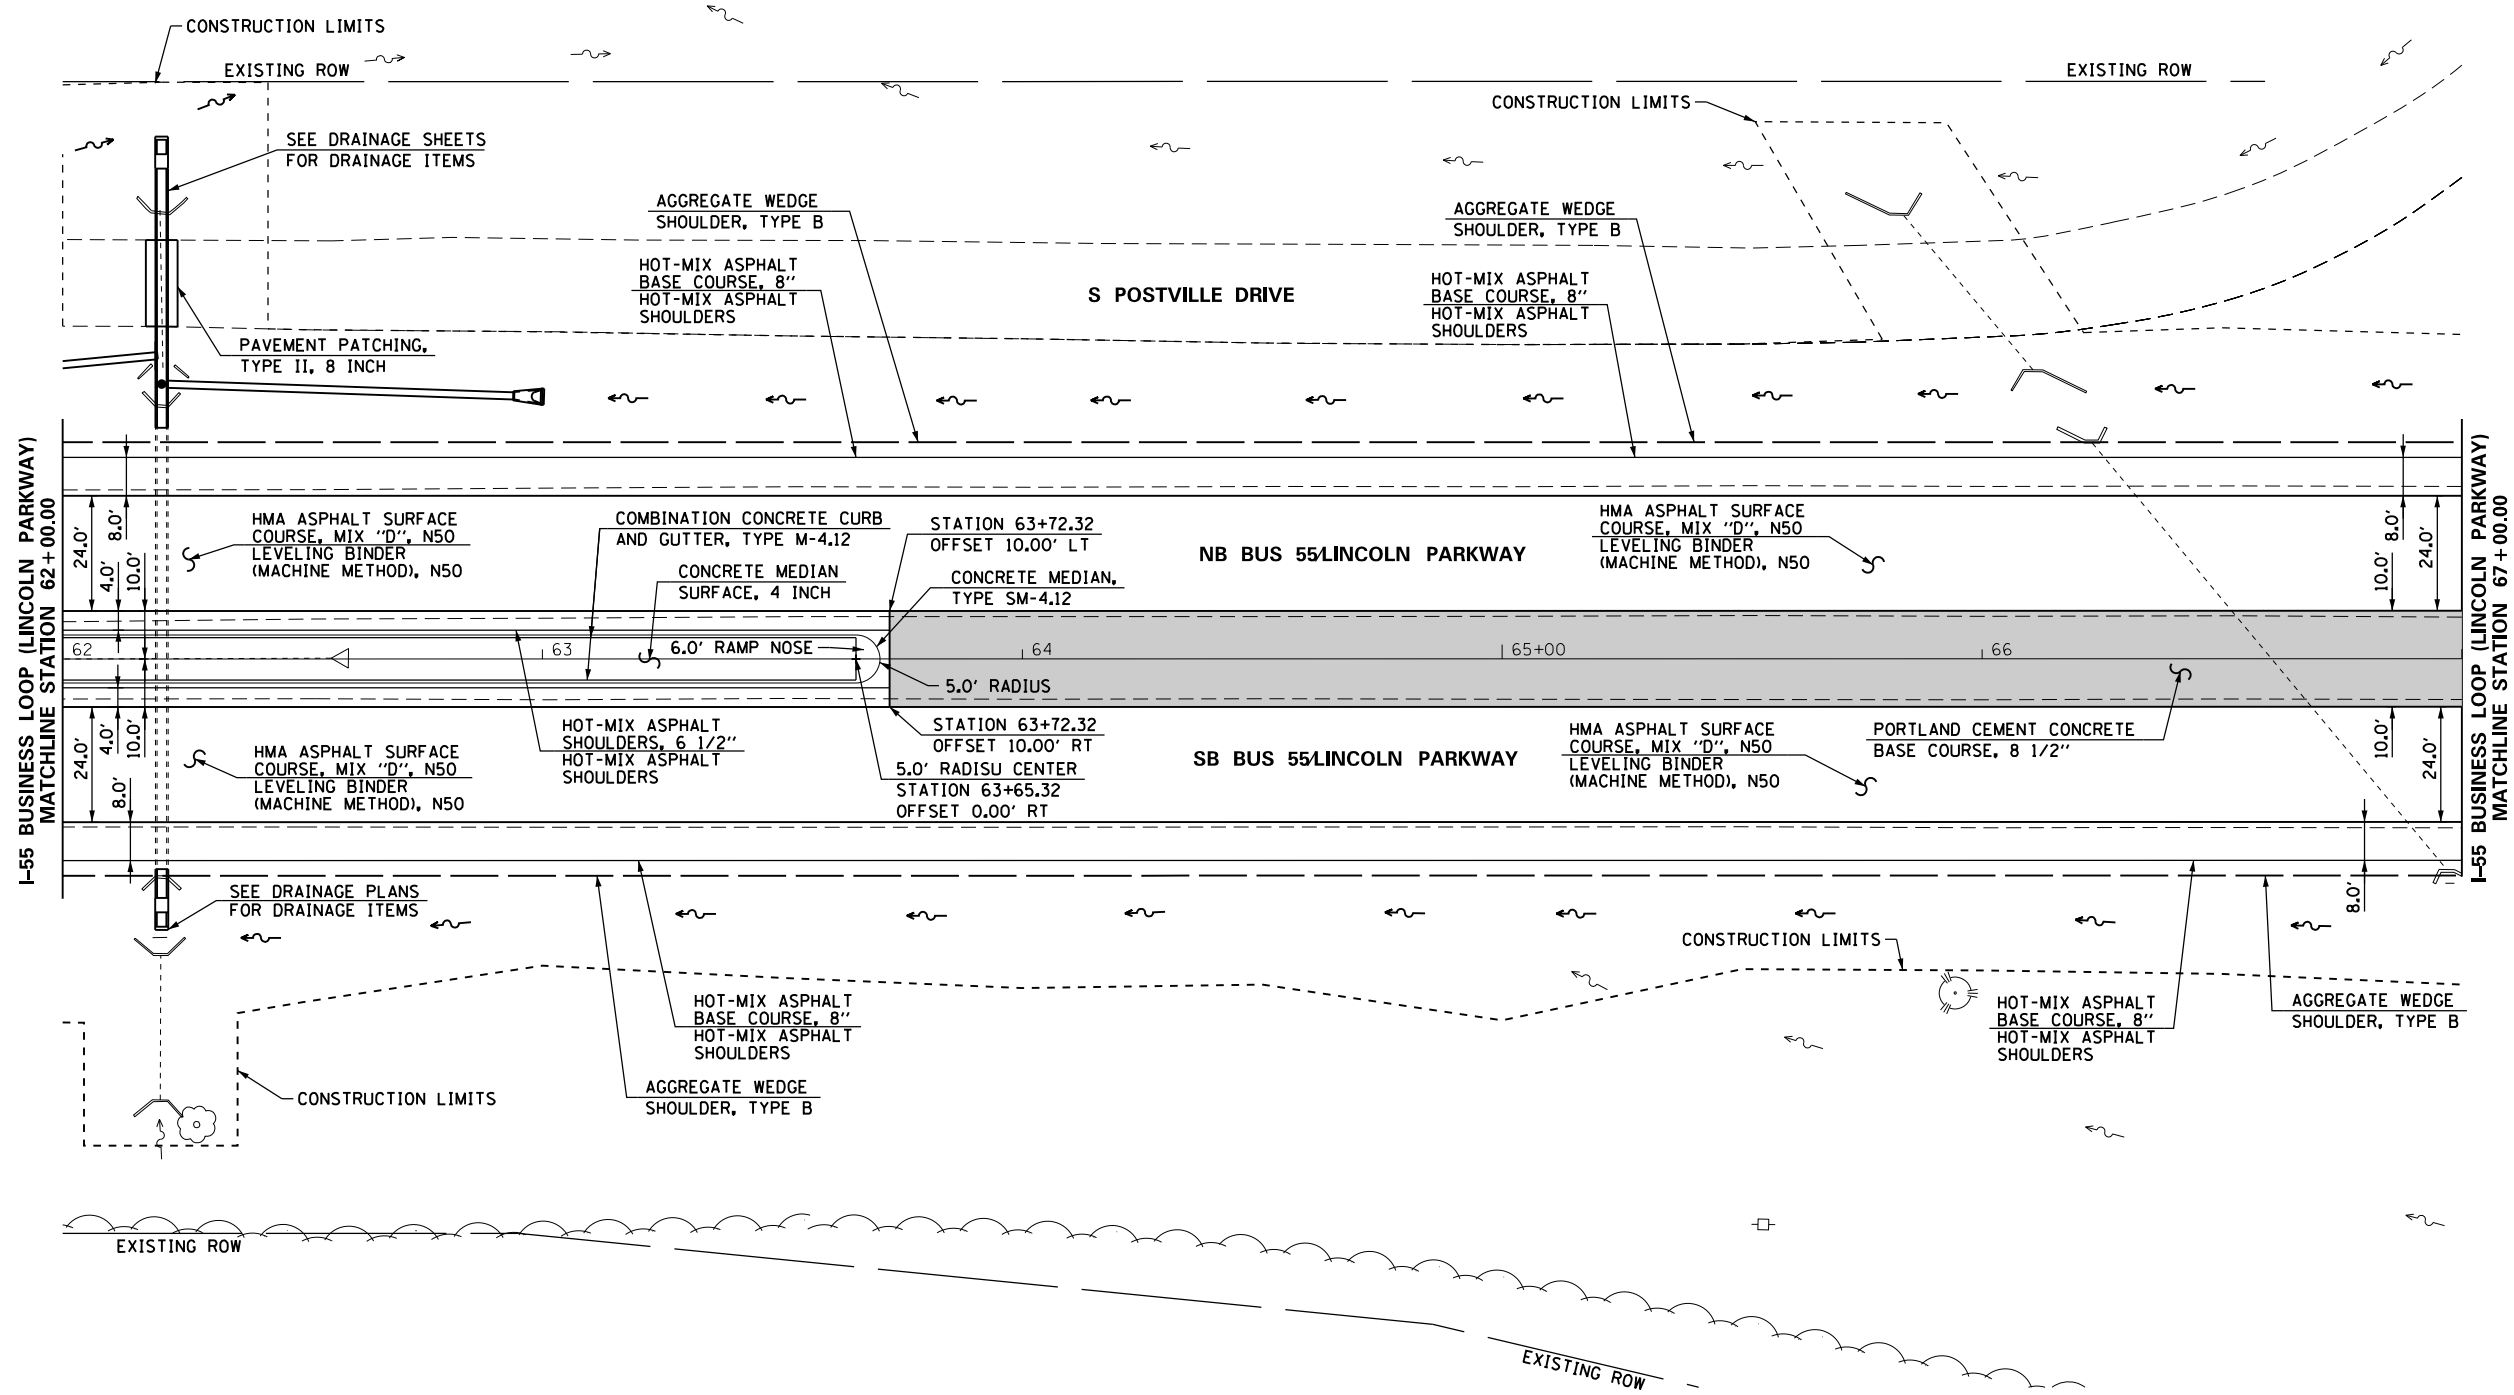 CONSTRUCTION LIMITS
EXISTING ROW
EXISTING ROW
CONSTRUCTION LIMITS
SEE DRAINAGE SHEETS
FOR DRAINAGE ITEMS
AGGREGATE WEDGE
SHOULDER, TYPE B
AGGREGATE WEDGE
SHOULDER, TYPE B
HOT-MIX ASPHALT
BASE COURSE, 8''
HOT-MIX ASPHALT
SHOULDERS
S POSTVILLE DRIVE
HOT-MIX ASPHALT
BASE COURSE, 8''
HOT-MIX ASPHALT
SHOULDERS
PAVEMENT PATCHING,
TYPE II, 8 INCH
I-55 BUSINESS LOOP (LINCOLN PARKWAY)
MATCHLINE STATION 62+00.00
24.0'
8.0'
4.0'
10.0'
HMA ASPHALT SURFACE
COURSE, MIX ''D'', N50
LEVELING BINDER
(MACHINE METHOD), N50
COMBINATION CONCRETE CURB
AND GUTTER, TYPE M-4.12
CONCRETE MEDIAN
SURFACE, 4 INCH
STATION 63+72.32
OFFSET 10.00' LT
CONCRETE MEDIAN,
TYPE SM-4.12
NB BUS 55/LINCOLN PARKWAY
HMA ASPHALT SURFACE
COURSE, MIX ''D'', N50
LEVELING BINDER
(MACHINE METHOD), N50
8.0'
10.0'
24.0'
I-55 BUSINESS LOOP (LINCOLN PARKWAY)
MATCHLINE STATION 67+00.00
62
63
6.0' RAMP NOSE
64
65+00
66
5.0' RADIUS
24.0'
4.0'
10.0'
8.0'
HMA ASPHALT SURFACE
COURSE, MIX ''D'', N50
LEVELING BINDER
(MACHINE METHOD), N50
HOT-MIX ASPHALT
SHOULDERS, 6 1/2''
HOT-MIX ASPHALT
SHOULDERS
STATION 63+72.32
OFFSET 10.00' RT
5.0' RADISU CENTER
STATION 63+65.32
OFFSET 0.00' RT
SB BUS 55/LINCOLN PARKWAY
HMA ASPHALT SURFACE
COURSE, MIX ''D'', N50
LEVELING BINDER
(MACHINE METHOD), N50
PORTLAND CEMENT CONCRETE
BASE COURSE, 8 1/2''
10.0'
24.0'
8.0'
SEE DRAINAGE PLANS
FOR DRAINAGE ITEMS
CONSTRUCTION LIMITS
HOT-MIX ASPHALT
BASE COURSE, 8''
HOT-MIX ASPHALT
SHOULDERS
HOT-MIX ASPHALT
BASE COURSE, 8''
HOT-MIX ASPHALT
SHOULDERS
AGGREGATE WEDGE
SHOULDER, TYPE B
CONSTRUCTION LIMITS
AGGREGATE WEDGE
SHOULDER, TYPE B
EXISTING ROW
EXISTING ROW